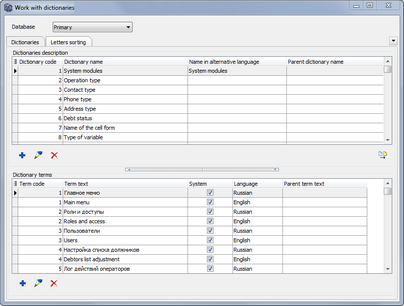 Work with dictionaries
Database Primary
Dictionaries Letters sorting
Dictionaries description
Dictionary code Dictionary name Name in alternative language Parent dictionary name
1 System modules System modules
2 Operation type
3 Contact type
4 Phone type
5 Address type
6 Debt status
7 Name of the cell form
8 Type of variable
Dictionary terms
Term code Term text System Language Parent term text
1 Главное меню Russian
1 Main menu English
2 Роли и доступы Russian
2 Roles and access English
3 Пользователи Russian
3 Users English
4 Настройка списка должников Russian
4 Debtors list adjustment English
5 Лог действий операторов Russian